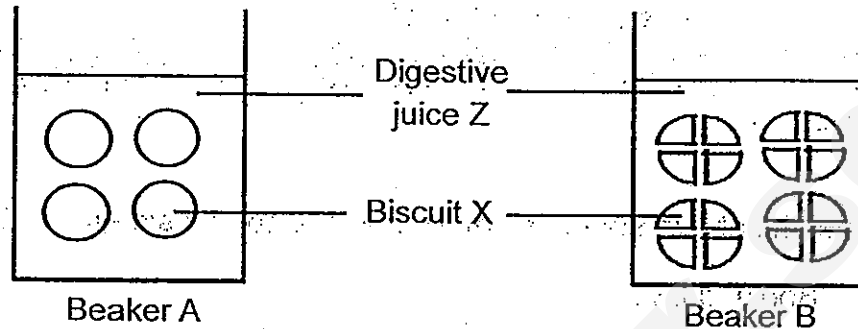 Digestive
juice Z
Biscuit X
Beaker A
Beaker B